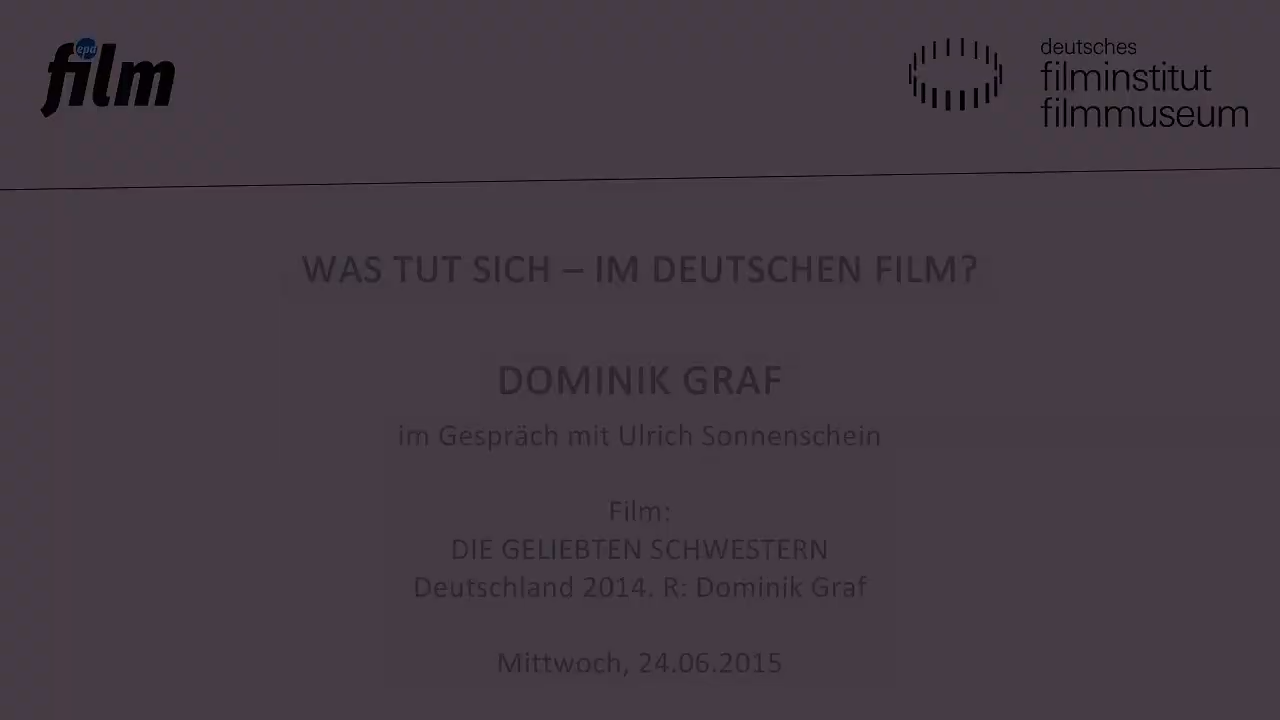 epd
film
deutsches
filminstitut
filmmuseum
WAS TUT SICH – IM DEUTSCHEN FILM?
DOMINIK GRAF
im Gespräch mit Ulrich Sonnenschein
Film:
DIE GELIEBTEN SCHWESTERN
Deutschland 2014. R: Dominik Graf
Mittwoch, 24.06.2015